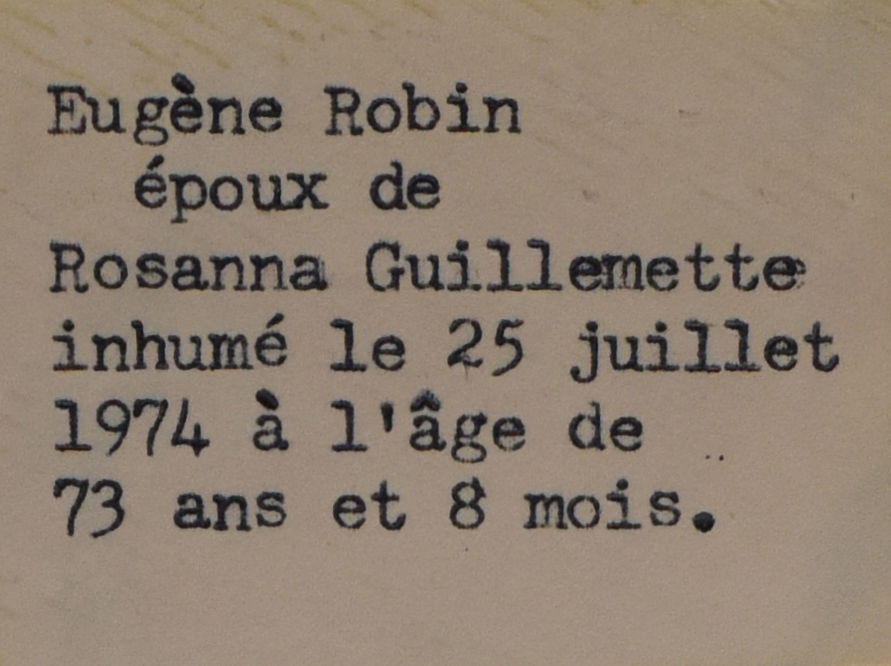 Eugène Robin
époux de
Rosanna Guillemette
inhumé le 25 juillet
1974 à l'âge de
73 ans et 8 mois.